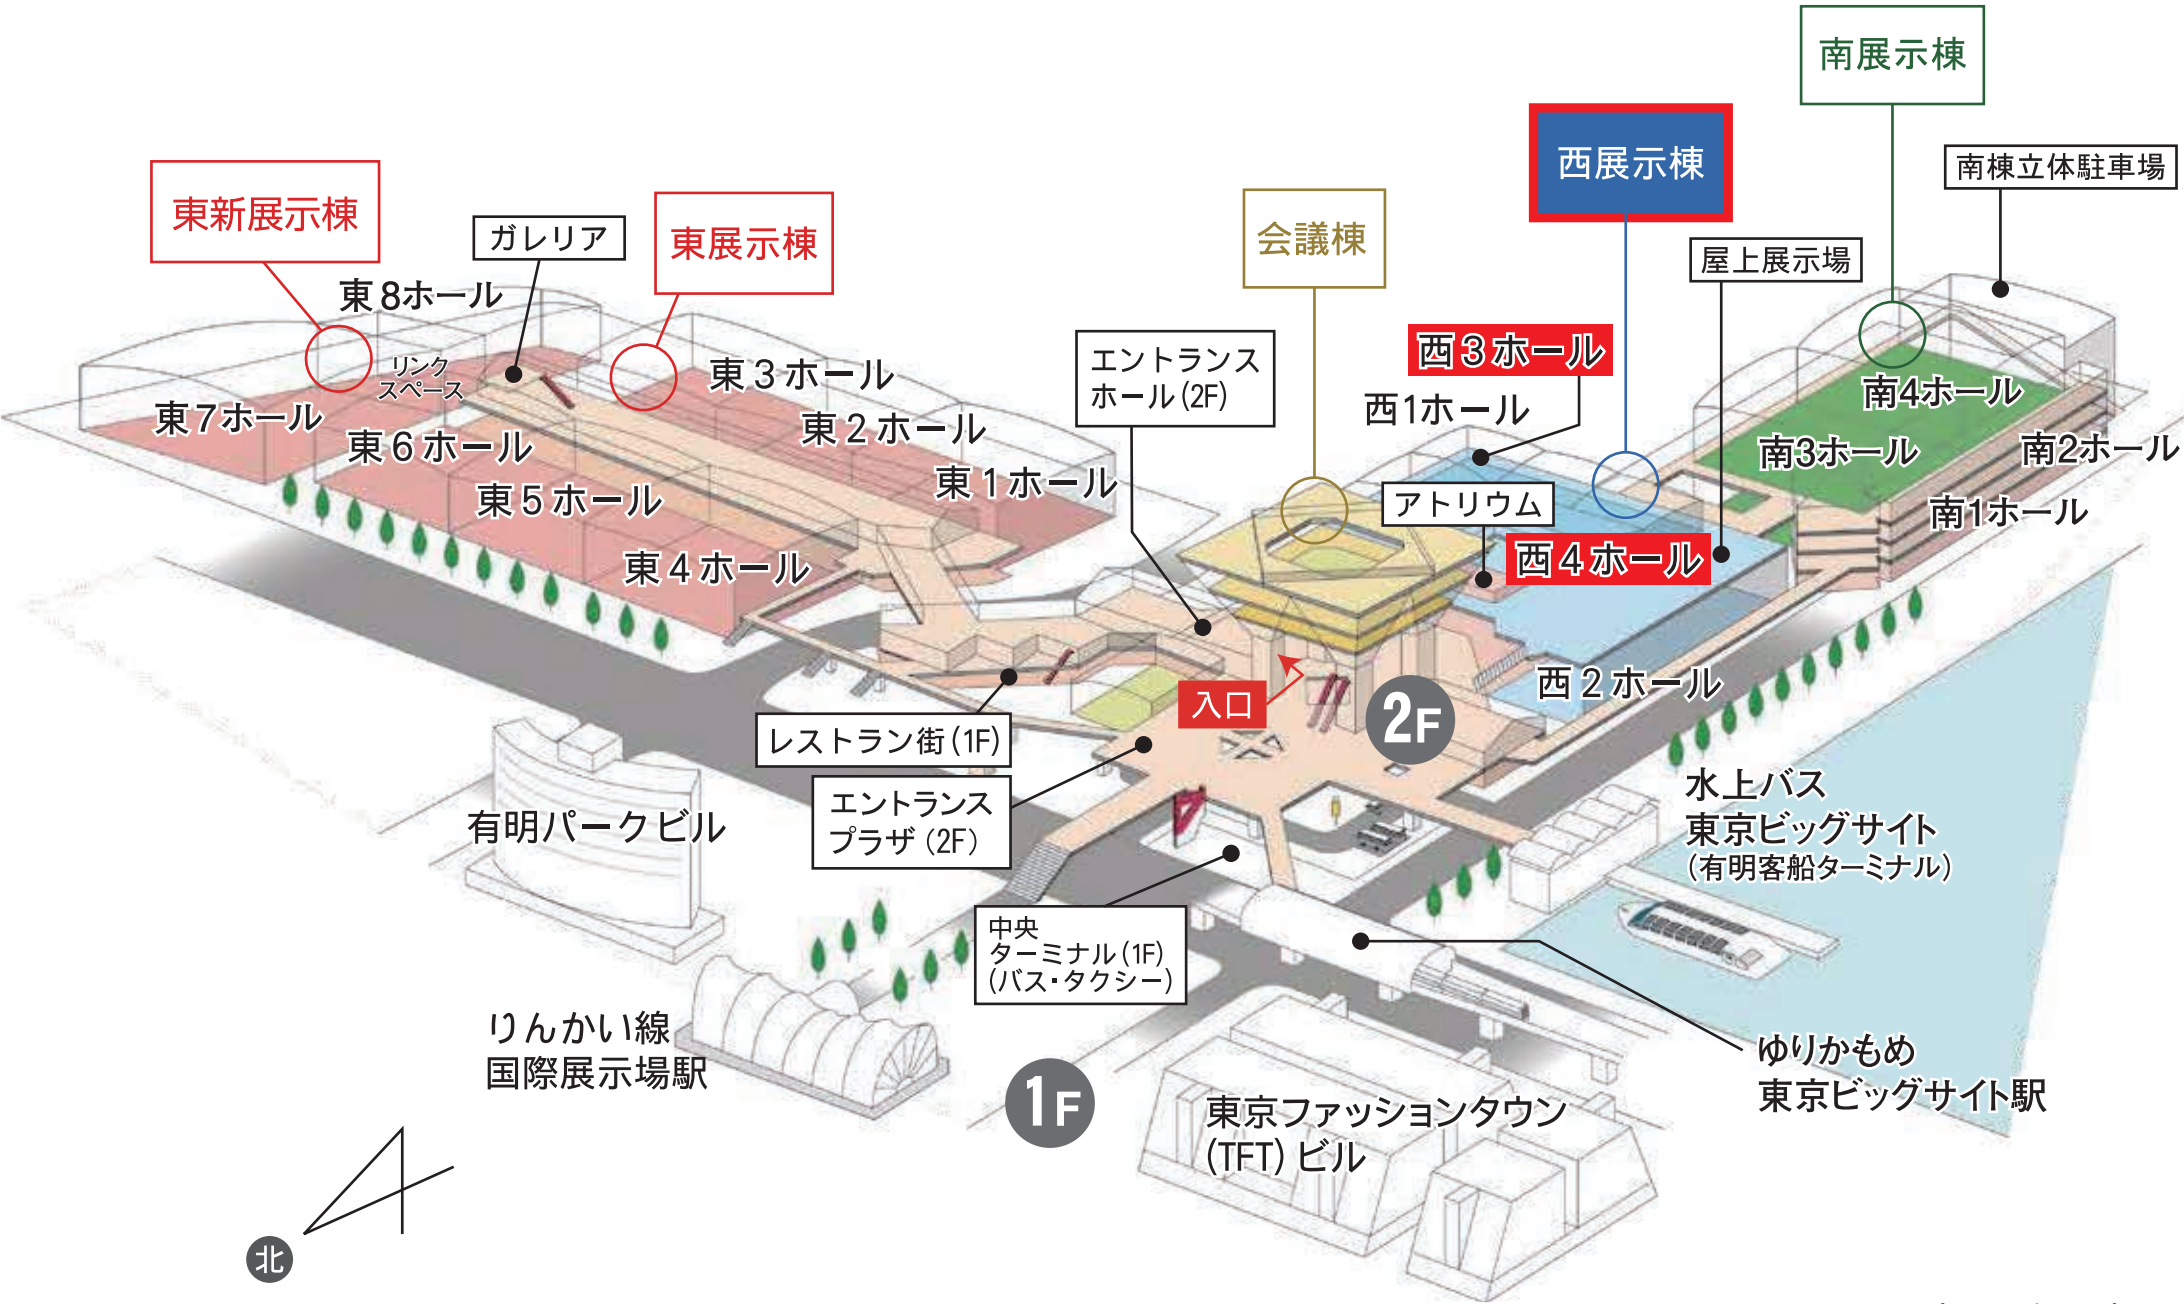 南展示棟
西展示棟
南棟立体駐車場
東新展示棟
ガレリア
東展示棟
会議棟
屋上展示場
東8ホール
リンク
スペース
東3ホール
エントランス
ホール(2F)
西3ホール
西1ホール
南4ホール
東7ホール
東6ホール
東2ホール
南3ホール
南2ホール
東5ホール
東1ホール
アトリウム
南1ホール
東4ホール
西4ホール
西2ホール
入口
2F
レストラン街(1F)
エントランス
プラザ(2F)
有明パークビル
水上バス
東京ビッグサイト
(有明客船ターミナル)
中央
ターミナル(1F)
(バス・タクシー)
りんかい線
国際展示場駅
ゆりかもめ
東京ビッグサイト駅
1F
東京ファッションタウン
(TFT)ビル
北